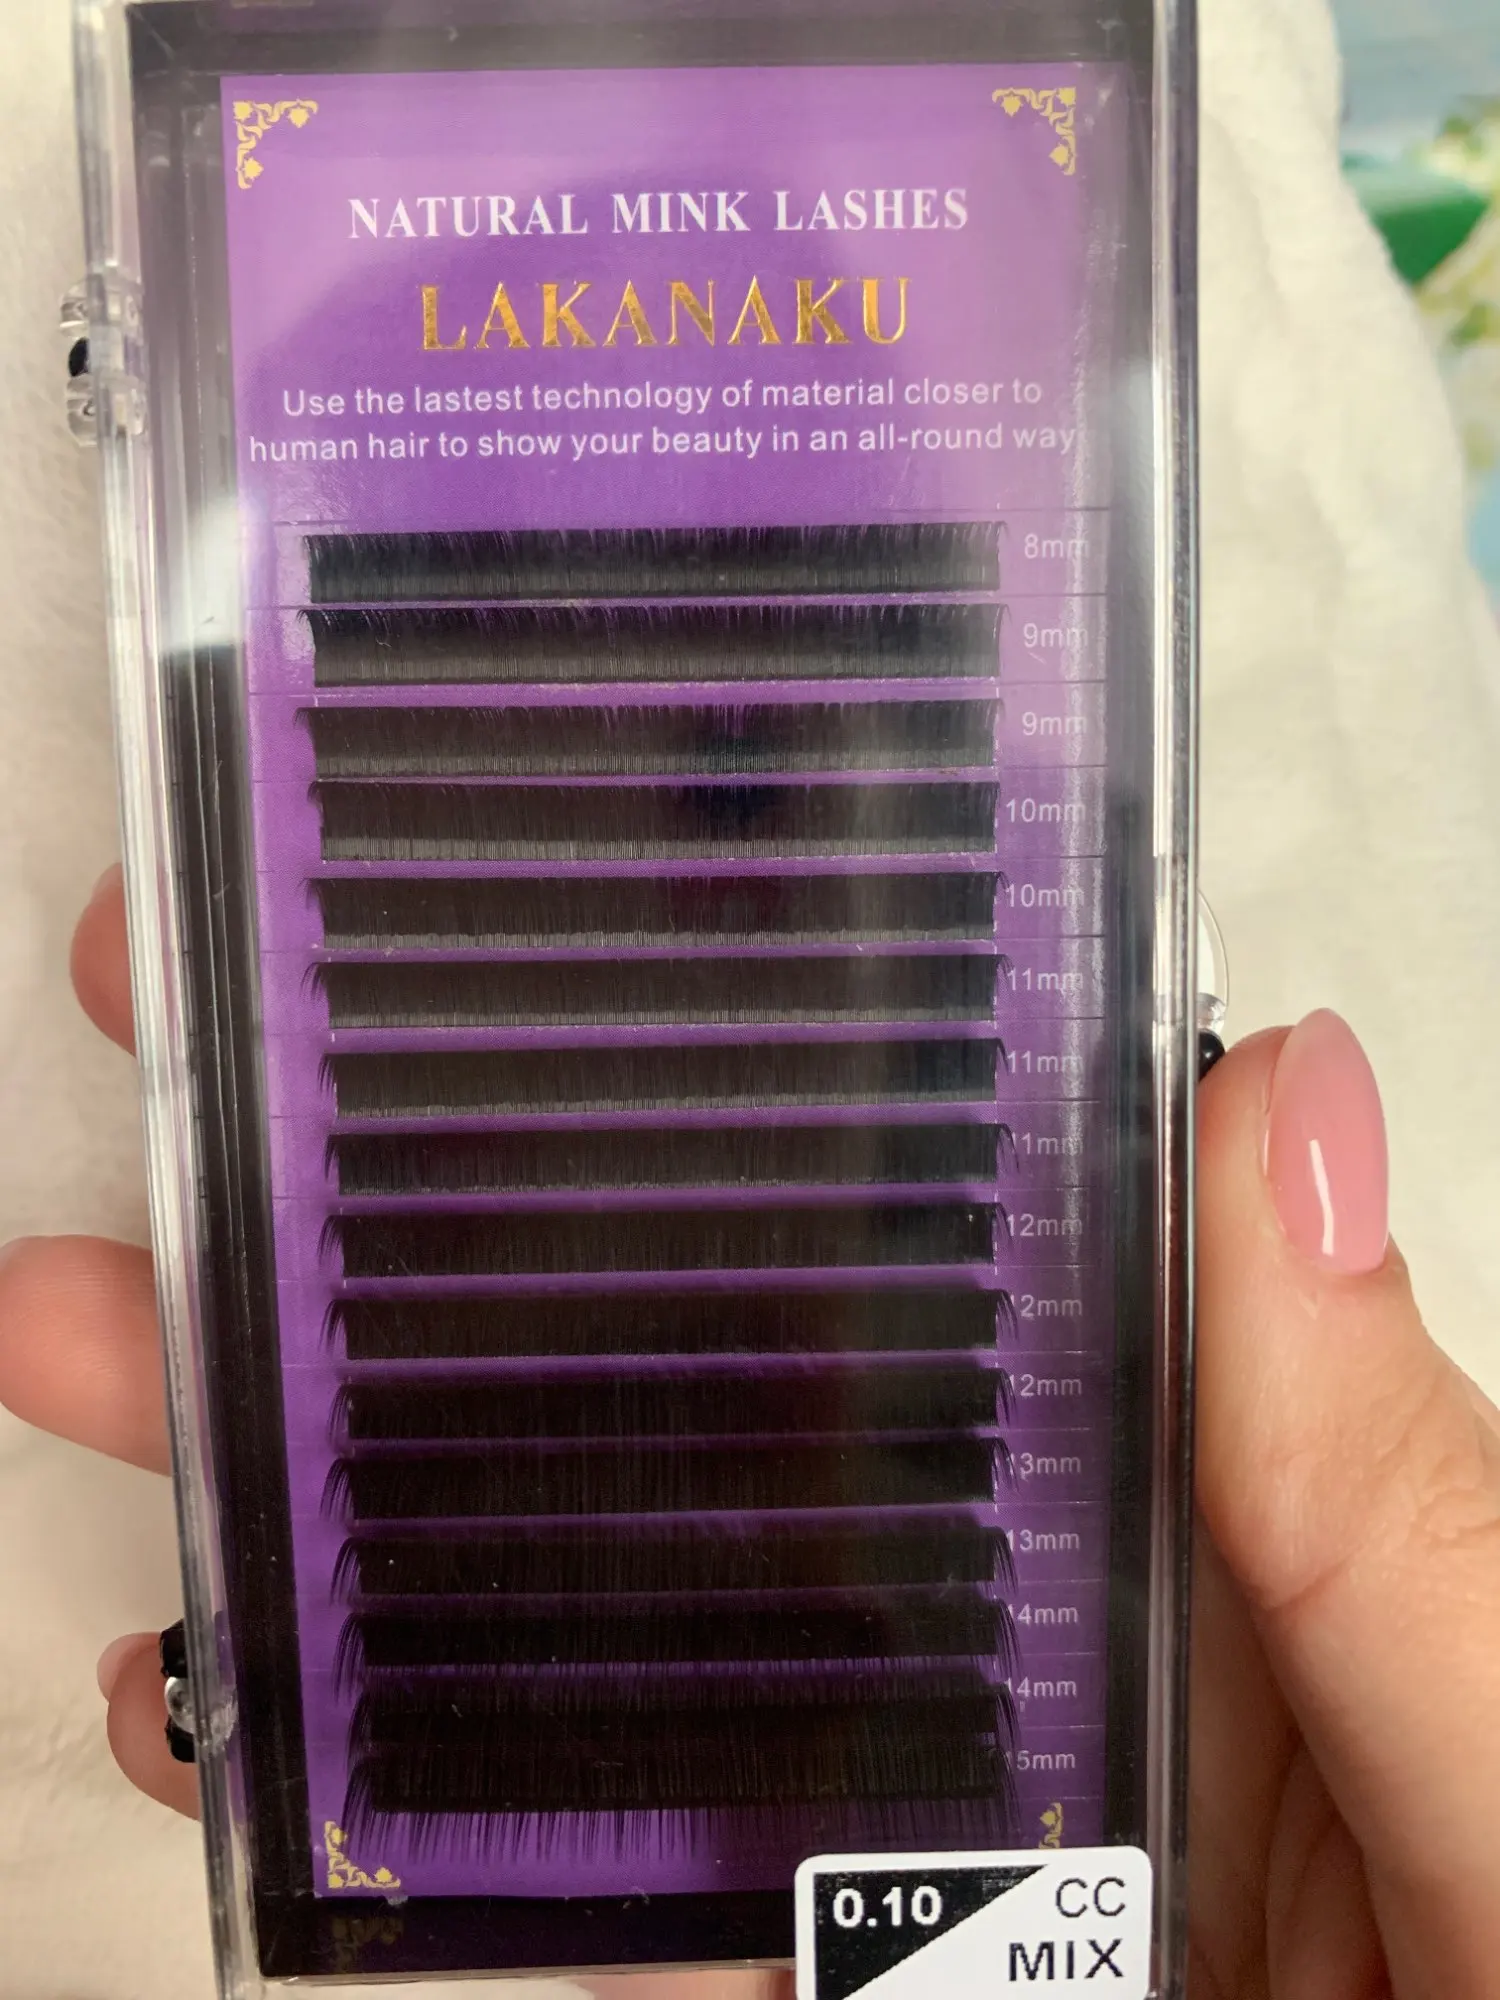 NATURAL MINK LASHES
LAKANAKU
Use the lastest technology of material closer to
human hair to show your beauty in an all-round way
8mm
9mm
9mm
10mm
10mm
11mm
11mm
11mm
12mm
12mm
12mm
13mm
13mm
14mm
14mm
15mm
0.10 CC
MIX